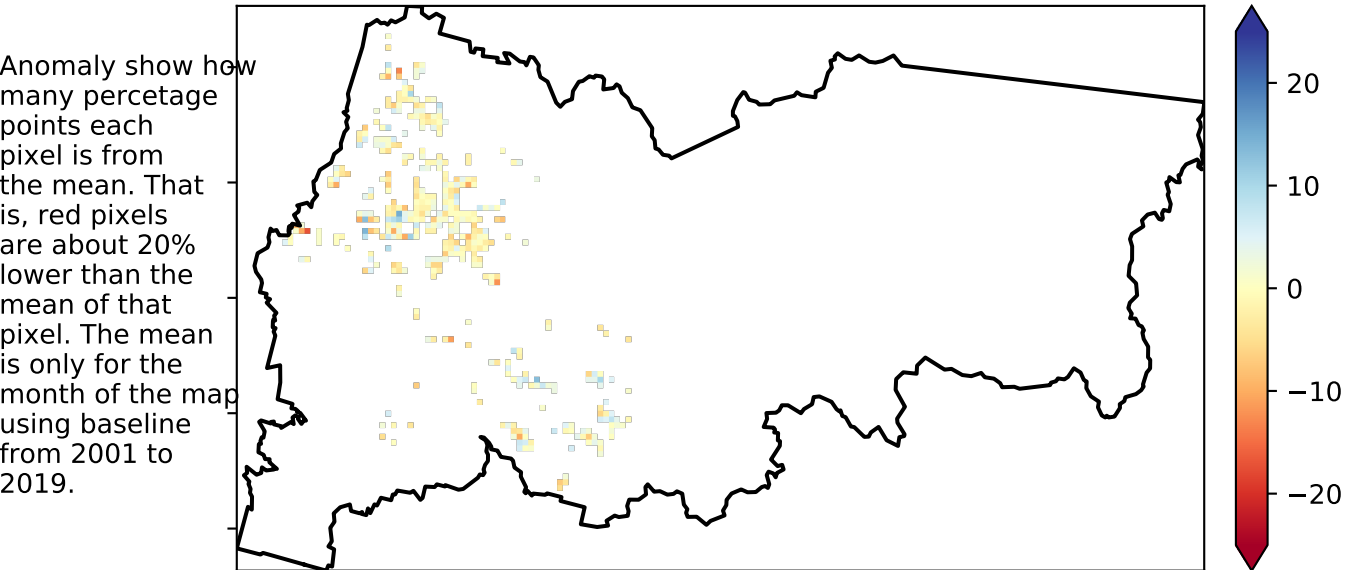 Anomaly show how
many percetage
points each
pixel is from
the mean. That
is, red pixels
are about 20%
lower than the
mean of that
pixel. The mean
is only for the
month of the map
using baseline
from 2001 to
2019.
20
10
0
−10
−20